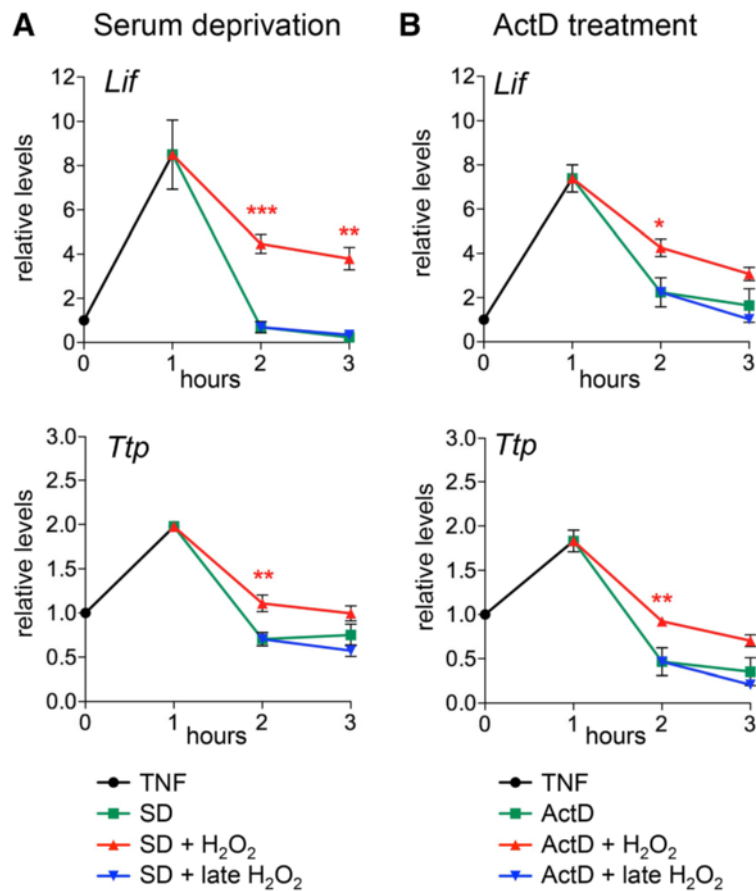 A Serum deprivation
B ActD treatment
Lif
relative levels
12
10
8
6
4
2
1
0
***
**
0 1 2 3
hours
Lif
relative levels
12
10
8
6
4
2
1
0
*
0 1 2 3
hours
Ttp
relative levels
3.0
2.5
2.0
1.5
1.0
0.5
0.0
**
0 1 2 3
hours
Ttp
relative levels
3.0
2.5
2.0
1.5
1.0
0.5
0.0
**
0 1 2 3
hours
TNF
SD
SD + H₂O₂
SD + late H₂O₂
TNF
ActD
ActD + H₂O₂
ActD + late H₂O₂